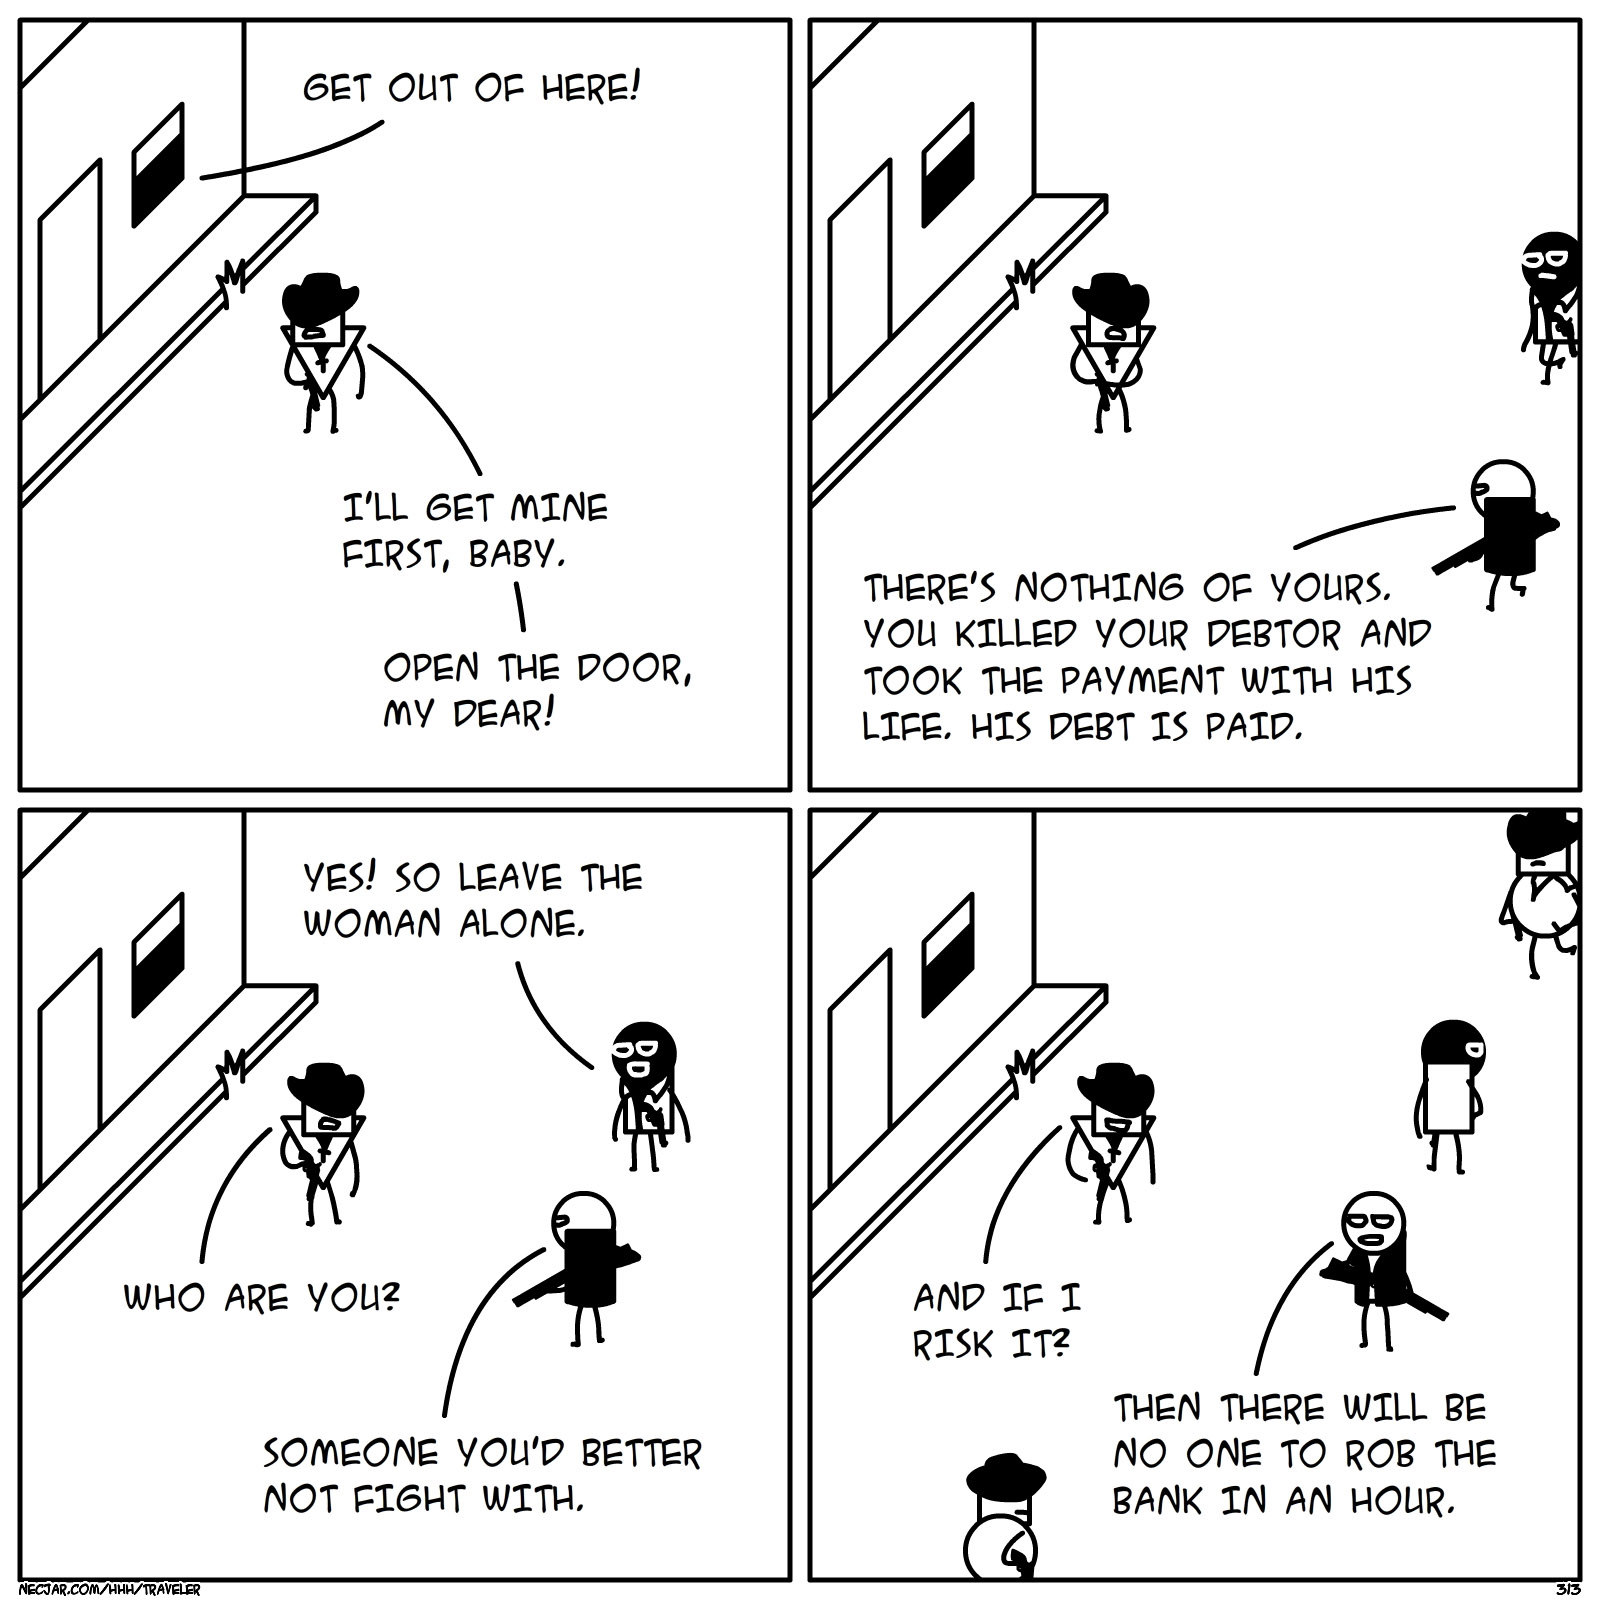 GET OUT OF HERE!
I'LL GET MINE
FIRST, BABY.
OPEN THE DOOR,
MY DEAR!
THERE'S NOTHING OF YOURS.
YOU KILLED YOUR DEBTOR AND
TOOK THE PAYMENT WITH HIS
LIFE. HIS DEBT IS PAID.
YES! SO LEAVE THE
WOMAN ALONE.
WHO ARE YOU?
SOMEONE YOU'D BETTER
NOT FIGHT WITH.
AND IF I
RISK IT?
THEN THERE WILL BE
NO ONE TO ROB THE
BANK IN AN HOUR.
NECJAR.COM/HHH/TRAVELER
313